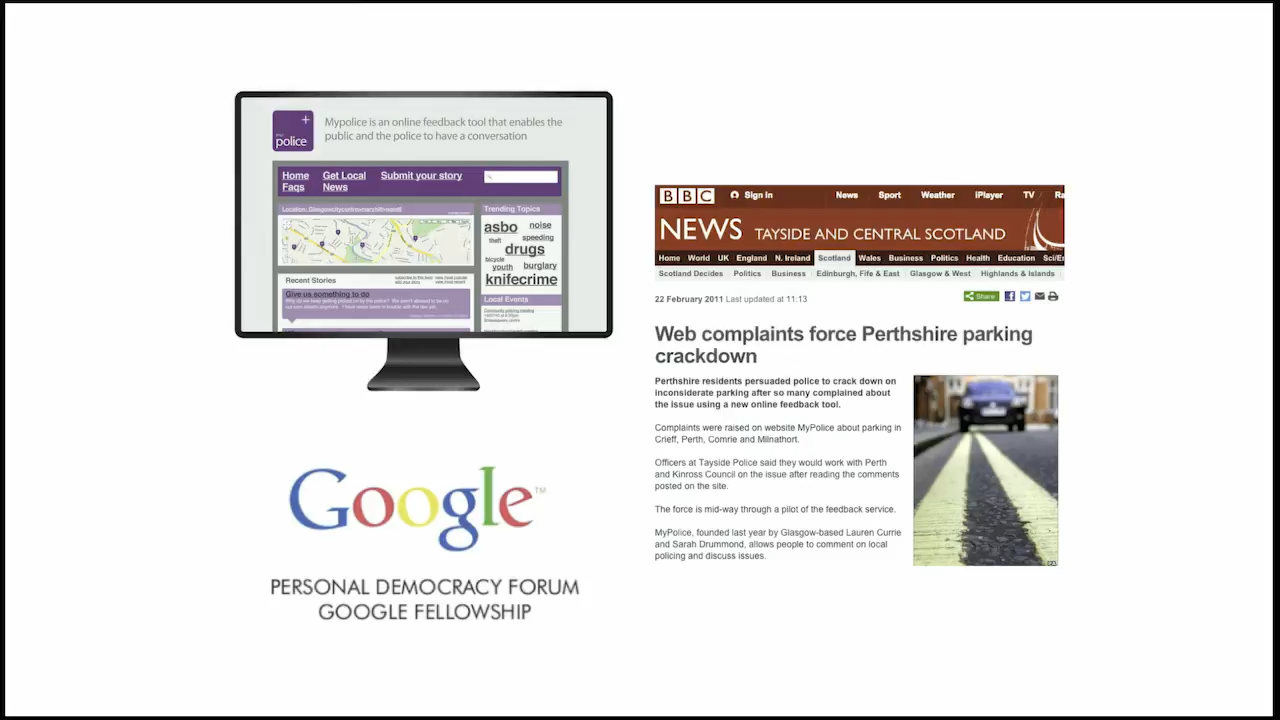 Mypolice is an online feedback tool that enables the
public and the police to have a conversation
police
Home
Get Local
Submit your story
Faqs
News
Trending Topics
asbo
noise
theft
speeding
drugs
bicycle
youth
burglary
knifecrime
Recent Stories
Give us something to do
Local Events
BBC
Sign In
News
Sport
Weather
iPlayer
TV
Ra
NEWS TAYSIDE AND CENTRAL SCOTLAND
Home World UK England N. Ireland Scotland Wales Business Politics Health Education Sci/En
Scotland Decides Politics Business Edinburgh, Fife & East Glasgow & West Highlands & Islands
22 February 2011 Last updated at 11:13
Share
Web complaints force Perthshire parking
crackdown
Perthshire residents persuaded police to crack down on
inconsiderate parking after so many complained about
the issue using a new online feedback tool.
Complaints were raised on website MyPolice about parking in
Crieff, Perth, Comrie and Milnathort.
Officers at Tayside Police said they would work with Perth
and Kinross Council on the issue after reading the comments
posted on the site.
The force is mid-way through a pilot of the feedback service.
MyPolice, founded last year by Glasgow-based Lauren Currie
and Sarah Drummond, allows people to comment on local
policing and discuss issues.
PA
Google™
PERSONAL DEMOCRACY FORUM
GOOGLE FELLOWSHIP